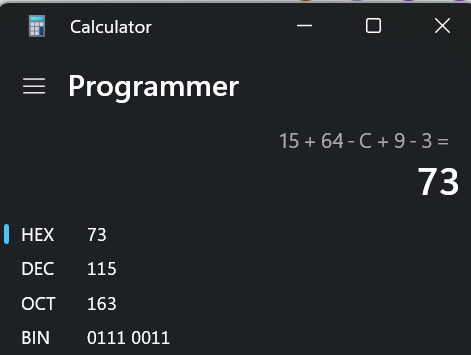 Calculator
Programmer
15 + 64 - C + 9 - 3 =
73
HEX 73
DEC 115
OCT 163
BIN 0111 0011